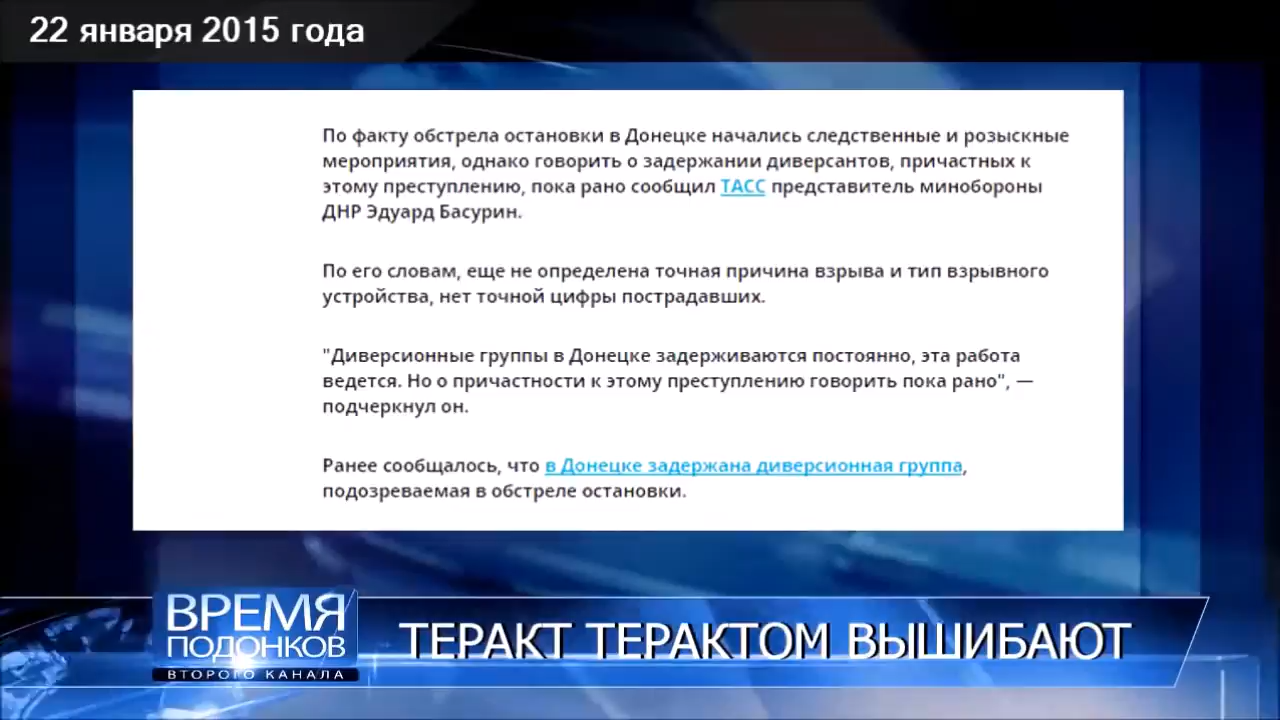 22 января 2015 года
По факту обстрела остановки в Донецке начались следственные и розыскные
мероприятия, однако говорить о задержании диверсантов, причастных к
этому преступлению, пока рано сообщил ТАСС представитель минобороны
ДНР Эдуард Басурин.
По его словам, еще не определена точная причина взрыва и тип взрывного
устройства, нет точной цифры пострадавших.
"Диверсионные группы в Донецке задерживаются постоянно, эта работа
ведется. Но о причастности к этому преступлению говорить пока рано", —
подчеркнул он.
Ранее сообщалось, что в Донецке задержана диверсионная группа,
подозреваемая в обстреле остановки.
ВРЕМЯ
ПОДОНКОВ
ВТОРОГО КАНАЛА
ТЕРАКТ ТЕРАКТОМ ВЫШИБАЮТ